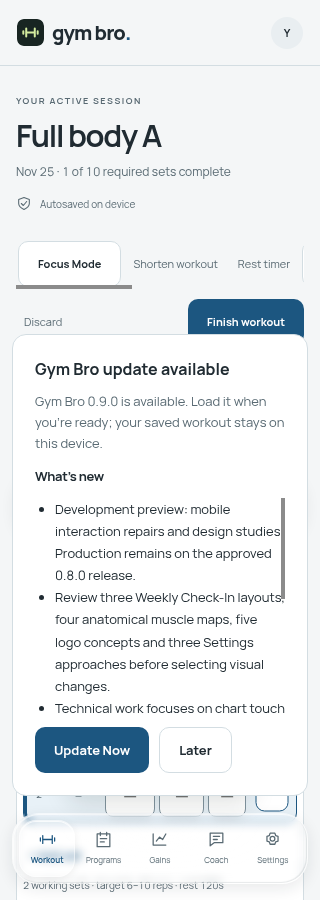 gym bro.
Y
YOUR ACTIVE SESSION
Full body A
Nov 25 · 1 of 10 required sets complete
Autosaved on device
Focus Mode
Shorten workout
Rest timer
Discard
Finish workout
Gym Bro update available
Gym Bro 0.9.0 is available. Load it when
you're ready; your saved workout stays on
this device.
What's new
Development preview: mobile
interaction repairs and design studies.
Production remains on the approved
0.8.0 release.
Review three Weekly Check-In layouts,
four anatomical muscle maps, five
logo concepts and three Settings
approaches before selecting visual
changes.
Technical work focuses on chart touch
Update Now
Later
Workout
Programs
Gains
Coach
Settings
2 working sets · target 6–10 reps · rest 120s